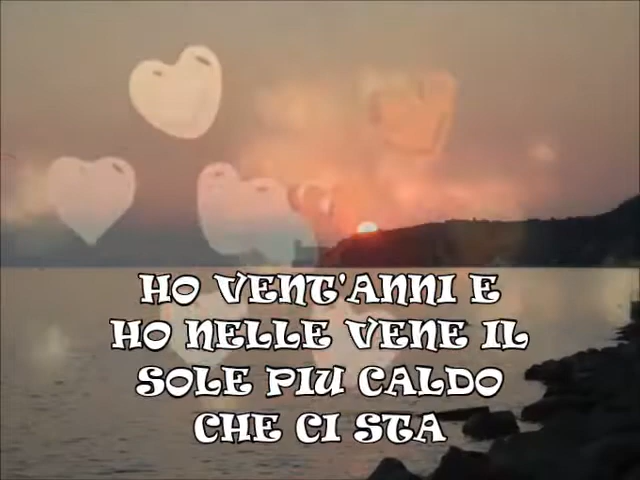 HO VENT'ANNI E
HO NELLE VENE IL
SOLE PIU CALDO
CHE CI STA